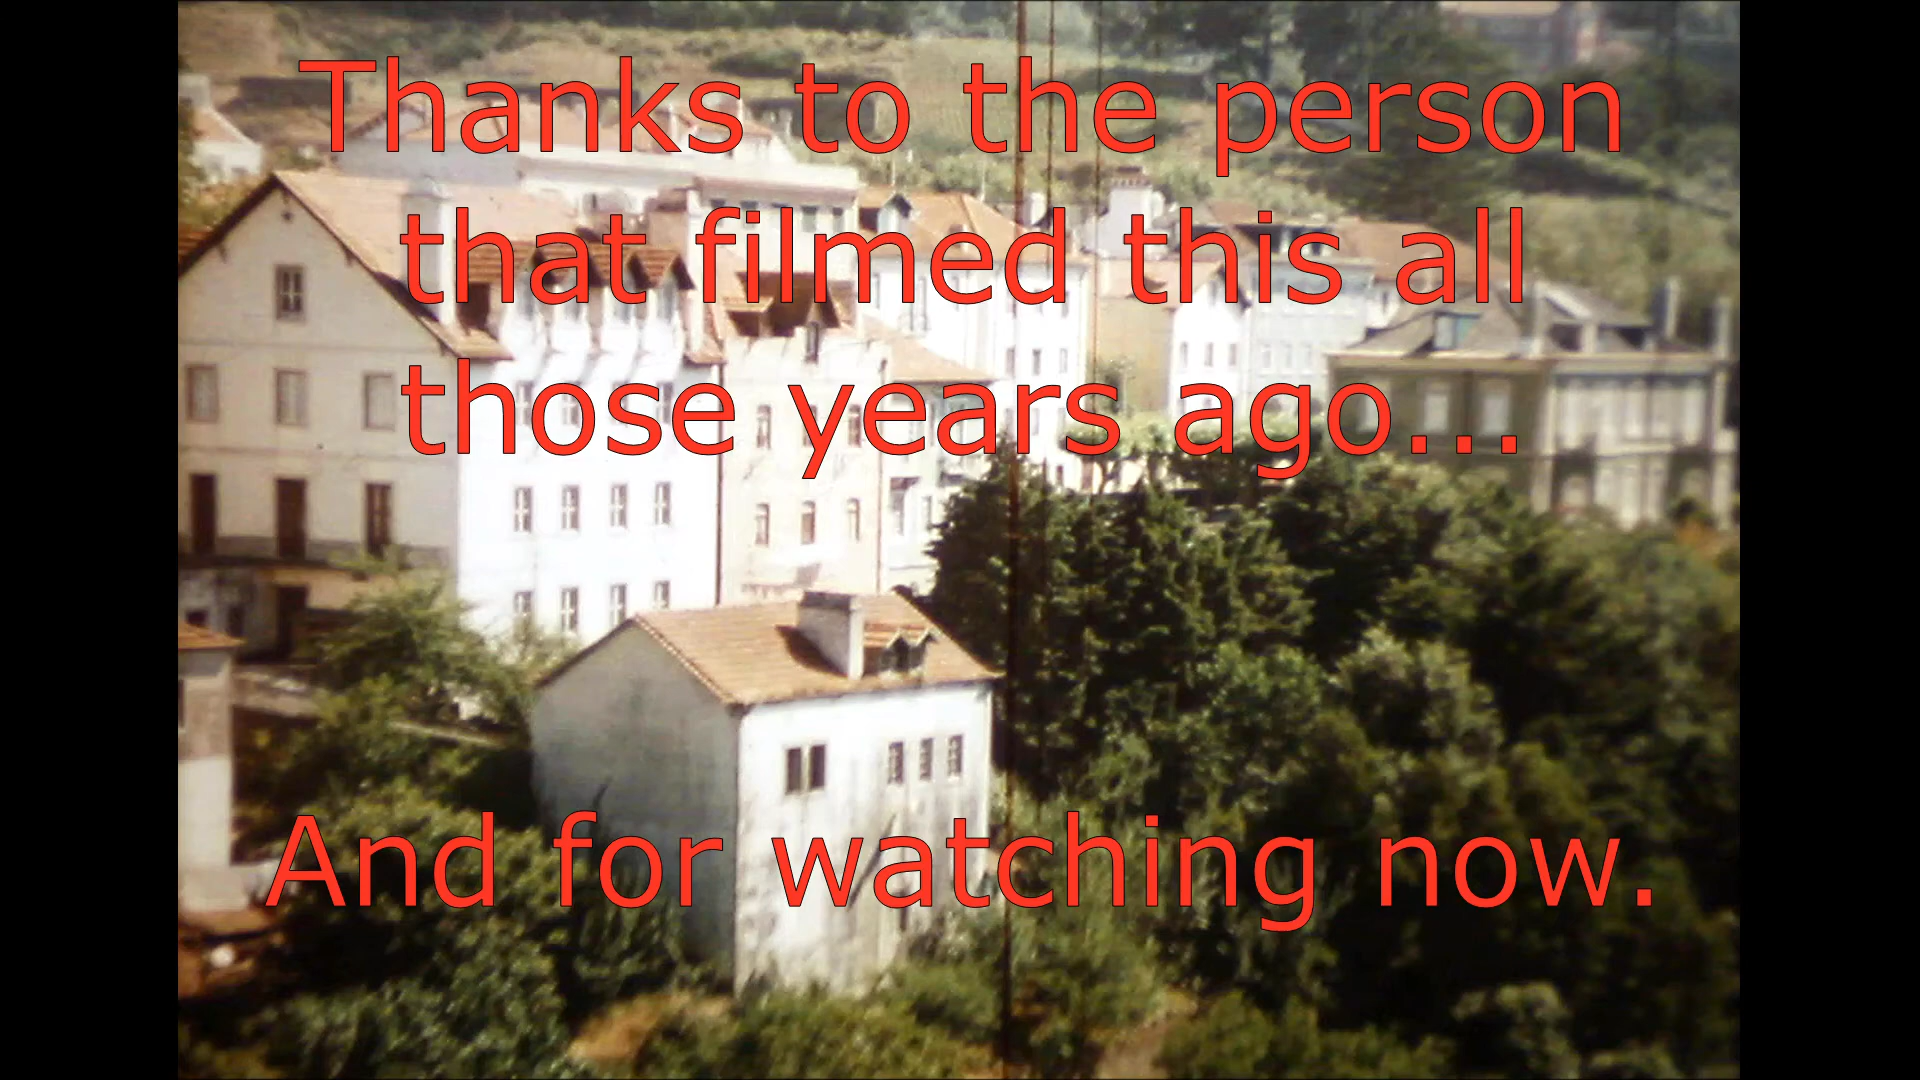 Thanks to the person
that filmed this all
those years ago...
And for watching now.